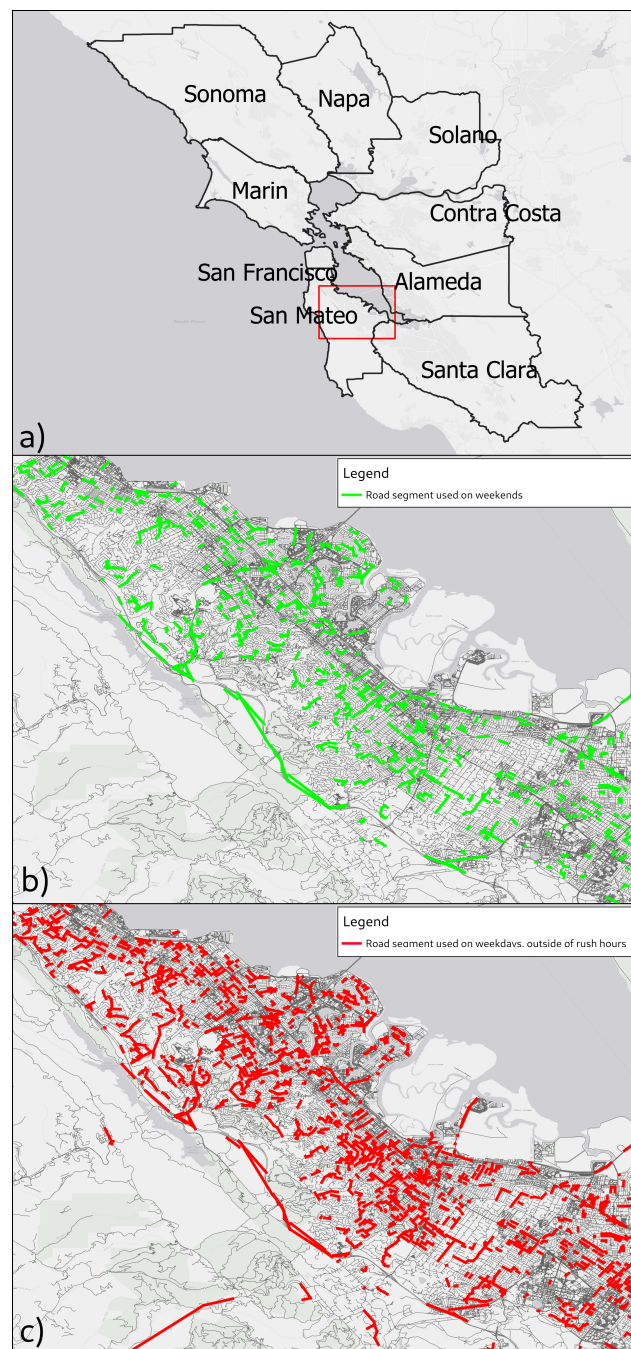 Sonoma
Napa
Solano
Marin
Contra Costa
San Francisco
Alameda
San Mateo
Santa Clara
a)
Legend
Road segment used on weekends
b)
Legend
Road segment used on weekdays, outside of rush hours
c)